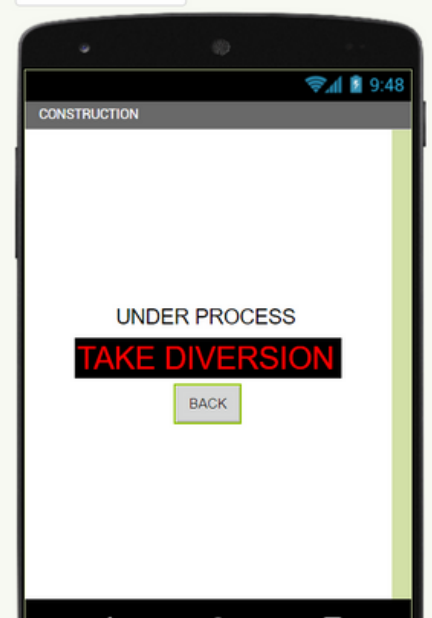 9:48
CONSTRUCTION
UNDER PROCESS
TAKE DIVERSION
BACK